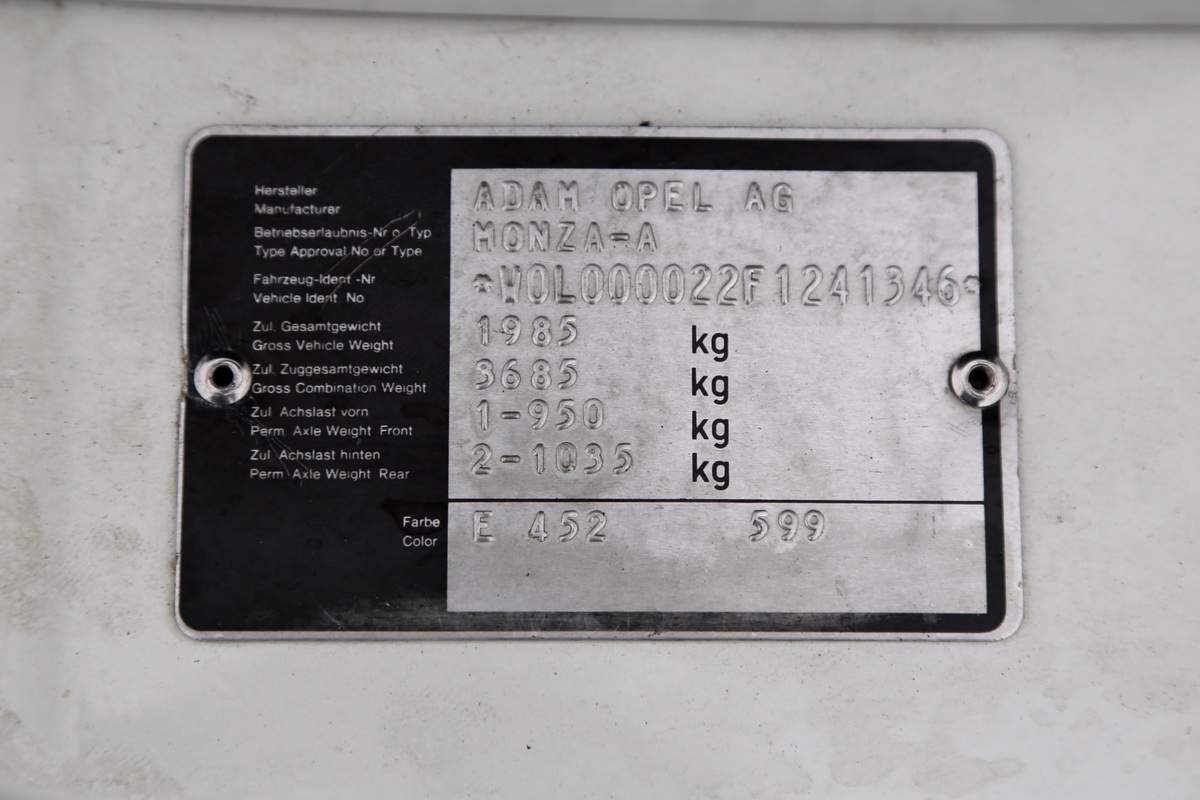 Hersteller
Manufacturer
ADAM OPEL AG
Betriebserlaubnis-Nr o Typ
Type Approval No or Type
MONZA-A
Fahrzeug-Ident -Nr
Vehicle Ident. No
*W0L000022F1241346*
Zul. Gesamtgewicht
Gross Vehicle Weight
1985 kg
Zul. Zuggesamtgewicht
Gross Combination Weight
3685 kg
Zul Achslast vorn
Perm. Axle Weight Front
1-950 kg
Zul Achslast hinten
Perm. Axle Weight Rear
2-1035 kg
Farbe
Color
E 452 599